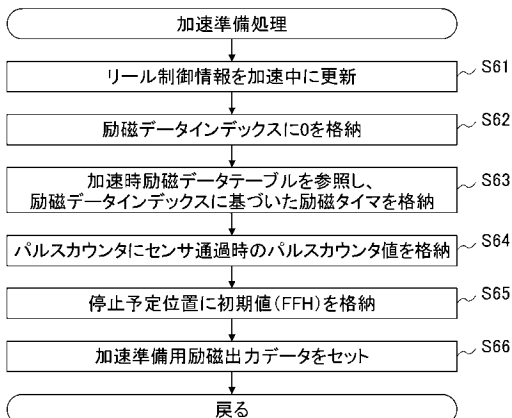 加速準備処理
リール制御情報を加速中に更新
S61
励磁データインデックスに0を格納
S62
加速時励磁データテーブルを参照し、
励磁データインデックスに基づいた励磁タイマを格納
S63
パルスカウンタにセンサ通過時のパルスカウンタ値を格納
S64
停止予定位置に初期値(FFH)を格納
S65
加速準備用励磁出力データをセット
S66
戻る